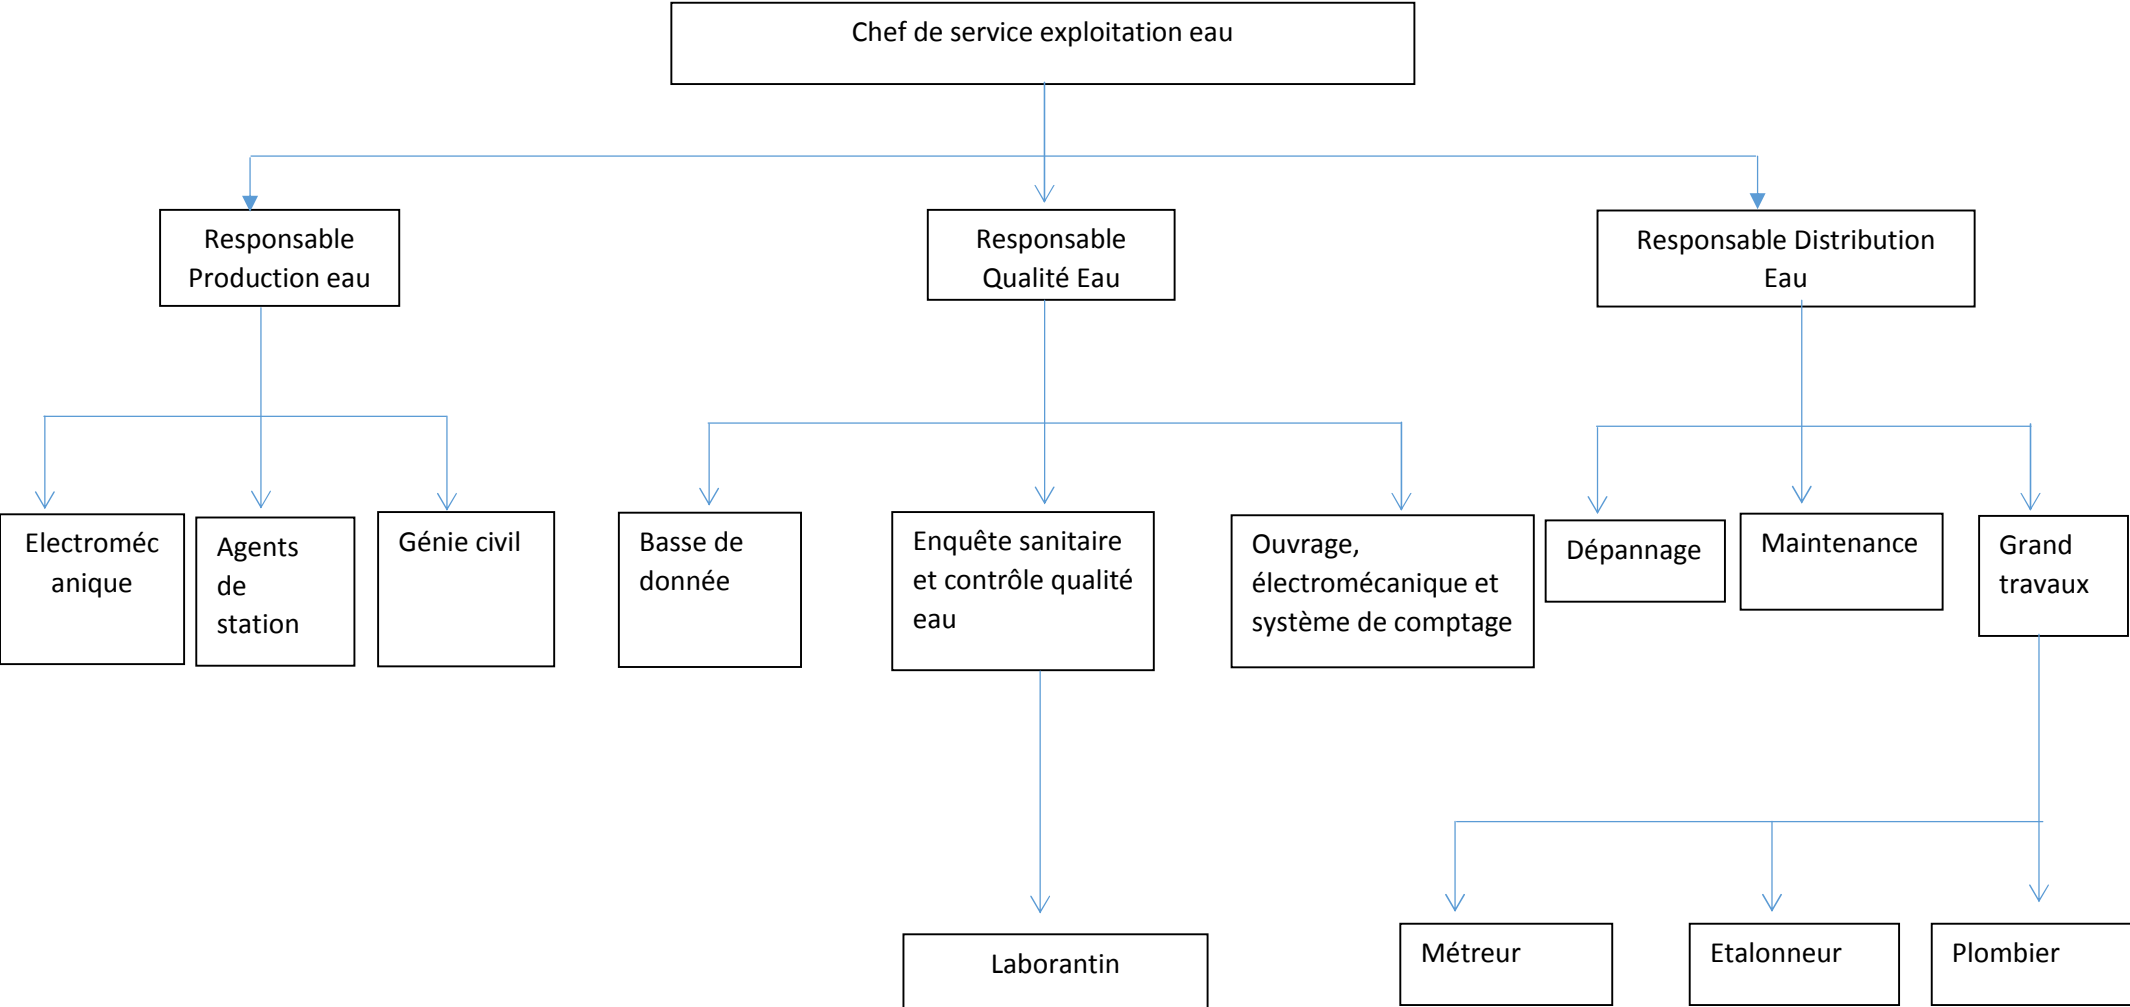 Chef de service exploitation eau
Responsable
Production eau
Responsable
Qualité Eau
Responsable Distribution
Eau
Electroméc
anique
Agents
de
station
Génie civil
Basse de
donnée
Enquête sanitaire
et contrôle qualité
eau
Ouvrage,
électromécanique et
système de comptage
Dépannage
Maintenance
Grand
travaux
Laborantin
Métreur
Etalonneur
Plombier